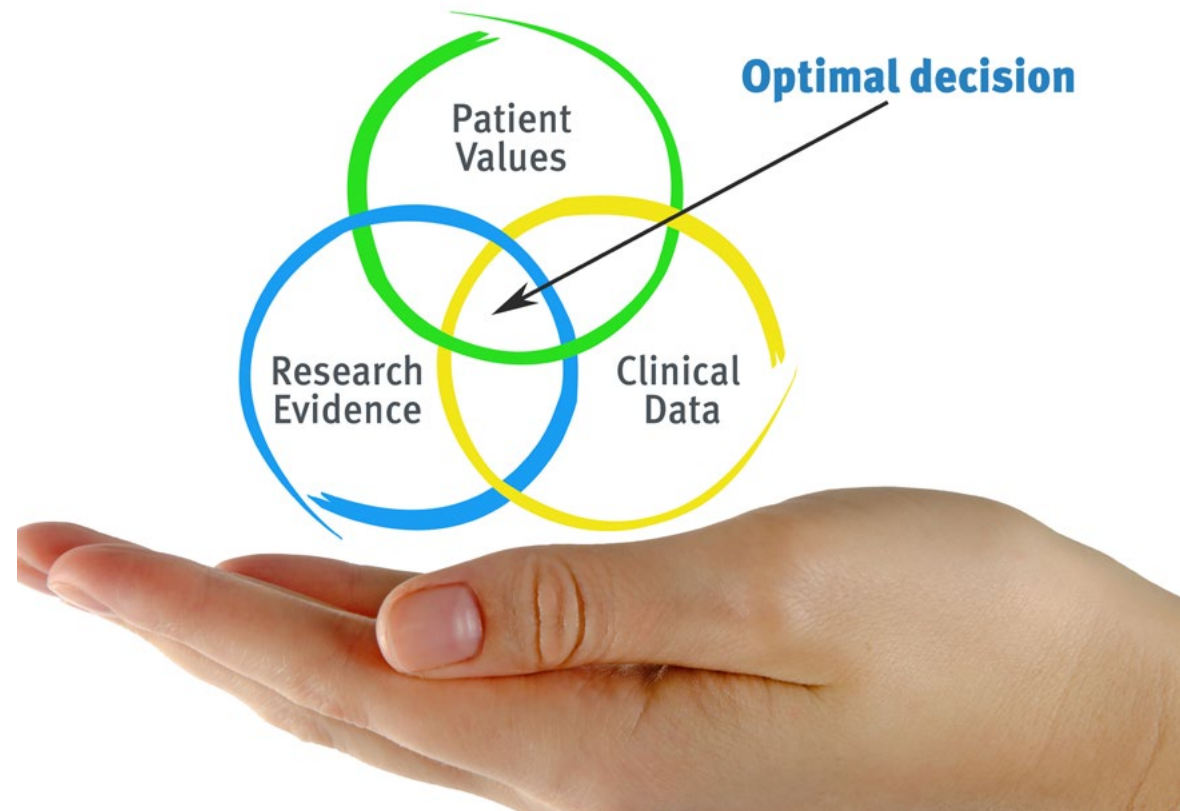 Optimal decision
Patient
Values
Research
Evidence
Clinical
Data